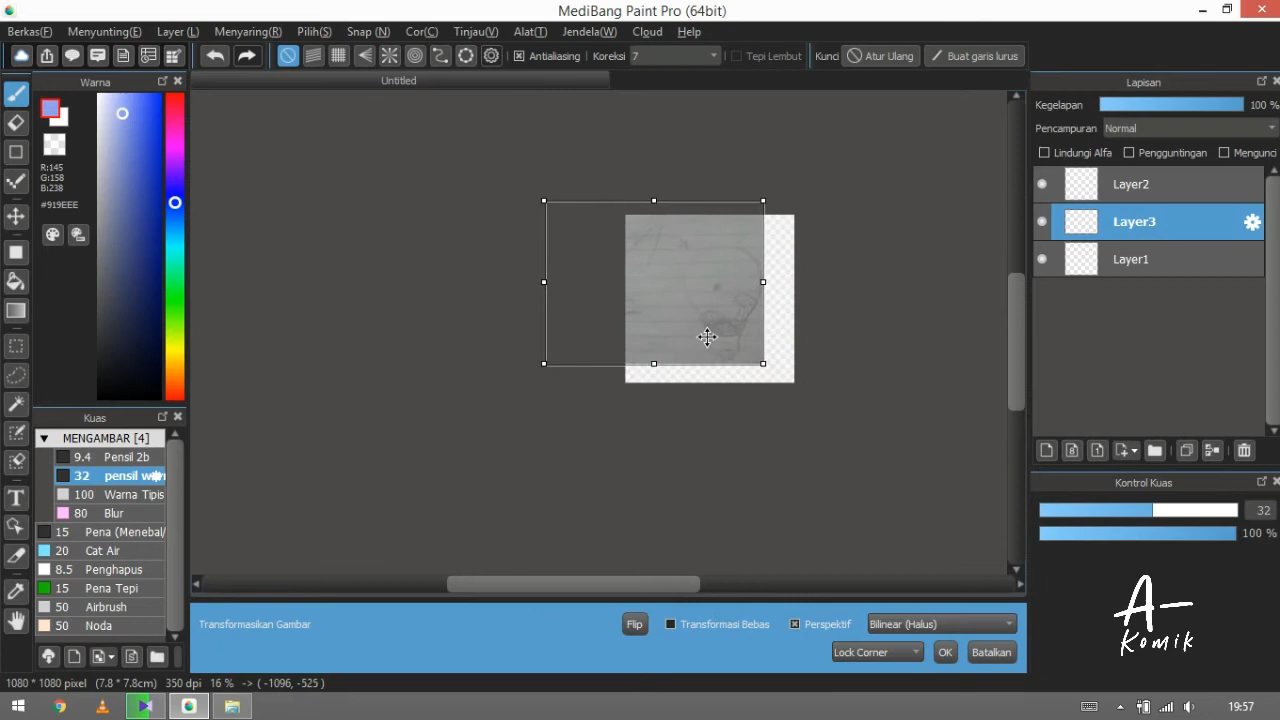 MediBang Paint Pro (64bit)
Berkas(F) Menyunting(E) Layer (L) Menyaring(R) Pilih(S) Snap (N) Cor(C) Tinjau(V) Alat(T) Jendela(W) Cloud Help
Antialiasing Koreksi 7 Tepi Lembut Kunci Atur Ulang Buat garis lurus
Warna
Untitled
Lapisan
R:145
G:158
B:238
#919EEE
Kegelapan 100 %
Pencampuran Normal
Lindungi Alfa Pengguntingan Mengunci
Layer2
Layer3
Layer1
Kuas
MENGAMBAR [4]
9.4 Pensil 2b
32 pensil warn
100 Warna Tipis
80 Blur
15 Pena (Menebal/
20 Cat Air
8.5 Penghapus
15 Pena Tepi
50 Airbrush
50 Noda
Kontrol Kuas
32
100 %
A-
Komik
Transformasikan Gambar Flip Transformasi Bebas Perspektif Bilinear (Halus)
Lock Corner OK Batalkan
1080 * 1080 pixel (7.8 * 7.8cm) 350 dpi 16 % -> ( -1096, -525 )
19:57